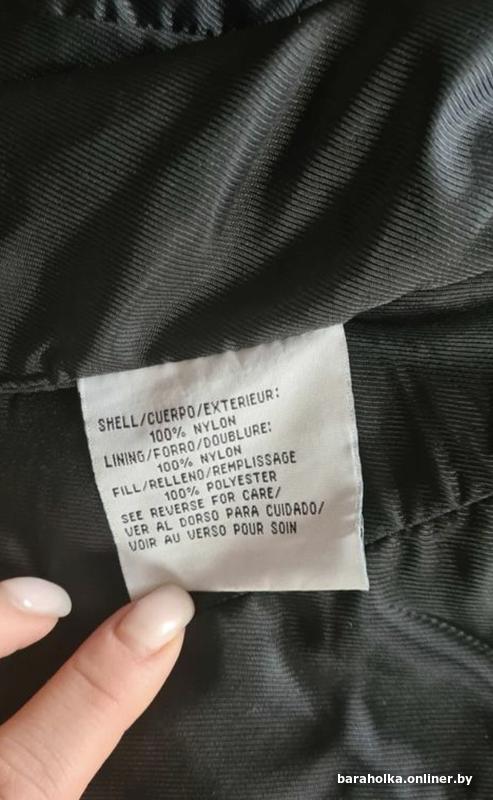 SHELL/CUERPO/EXTERIEUR:
100% NYLON
LINING/FORRO/DOUBLURE:
100% NYLON
FILL/RELLENO/REMPLISSAGE
100% POLYESTER
SEE REVERSE FOR CARE/
VER AL DORSO PARA CUIDADO/
VOIR AU VERSO POUR SOIN
baraholka.onliner.by